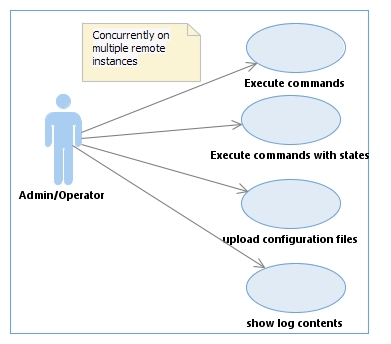 Concurrently on
multiple remote
instances
Execute commands
Execute commands with states
Admin/Operator
upload configuration files
show log contents